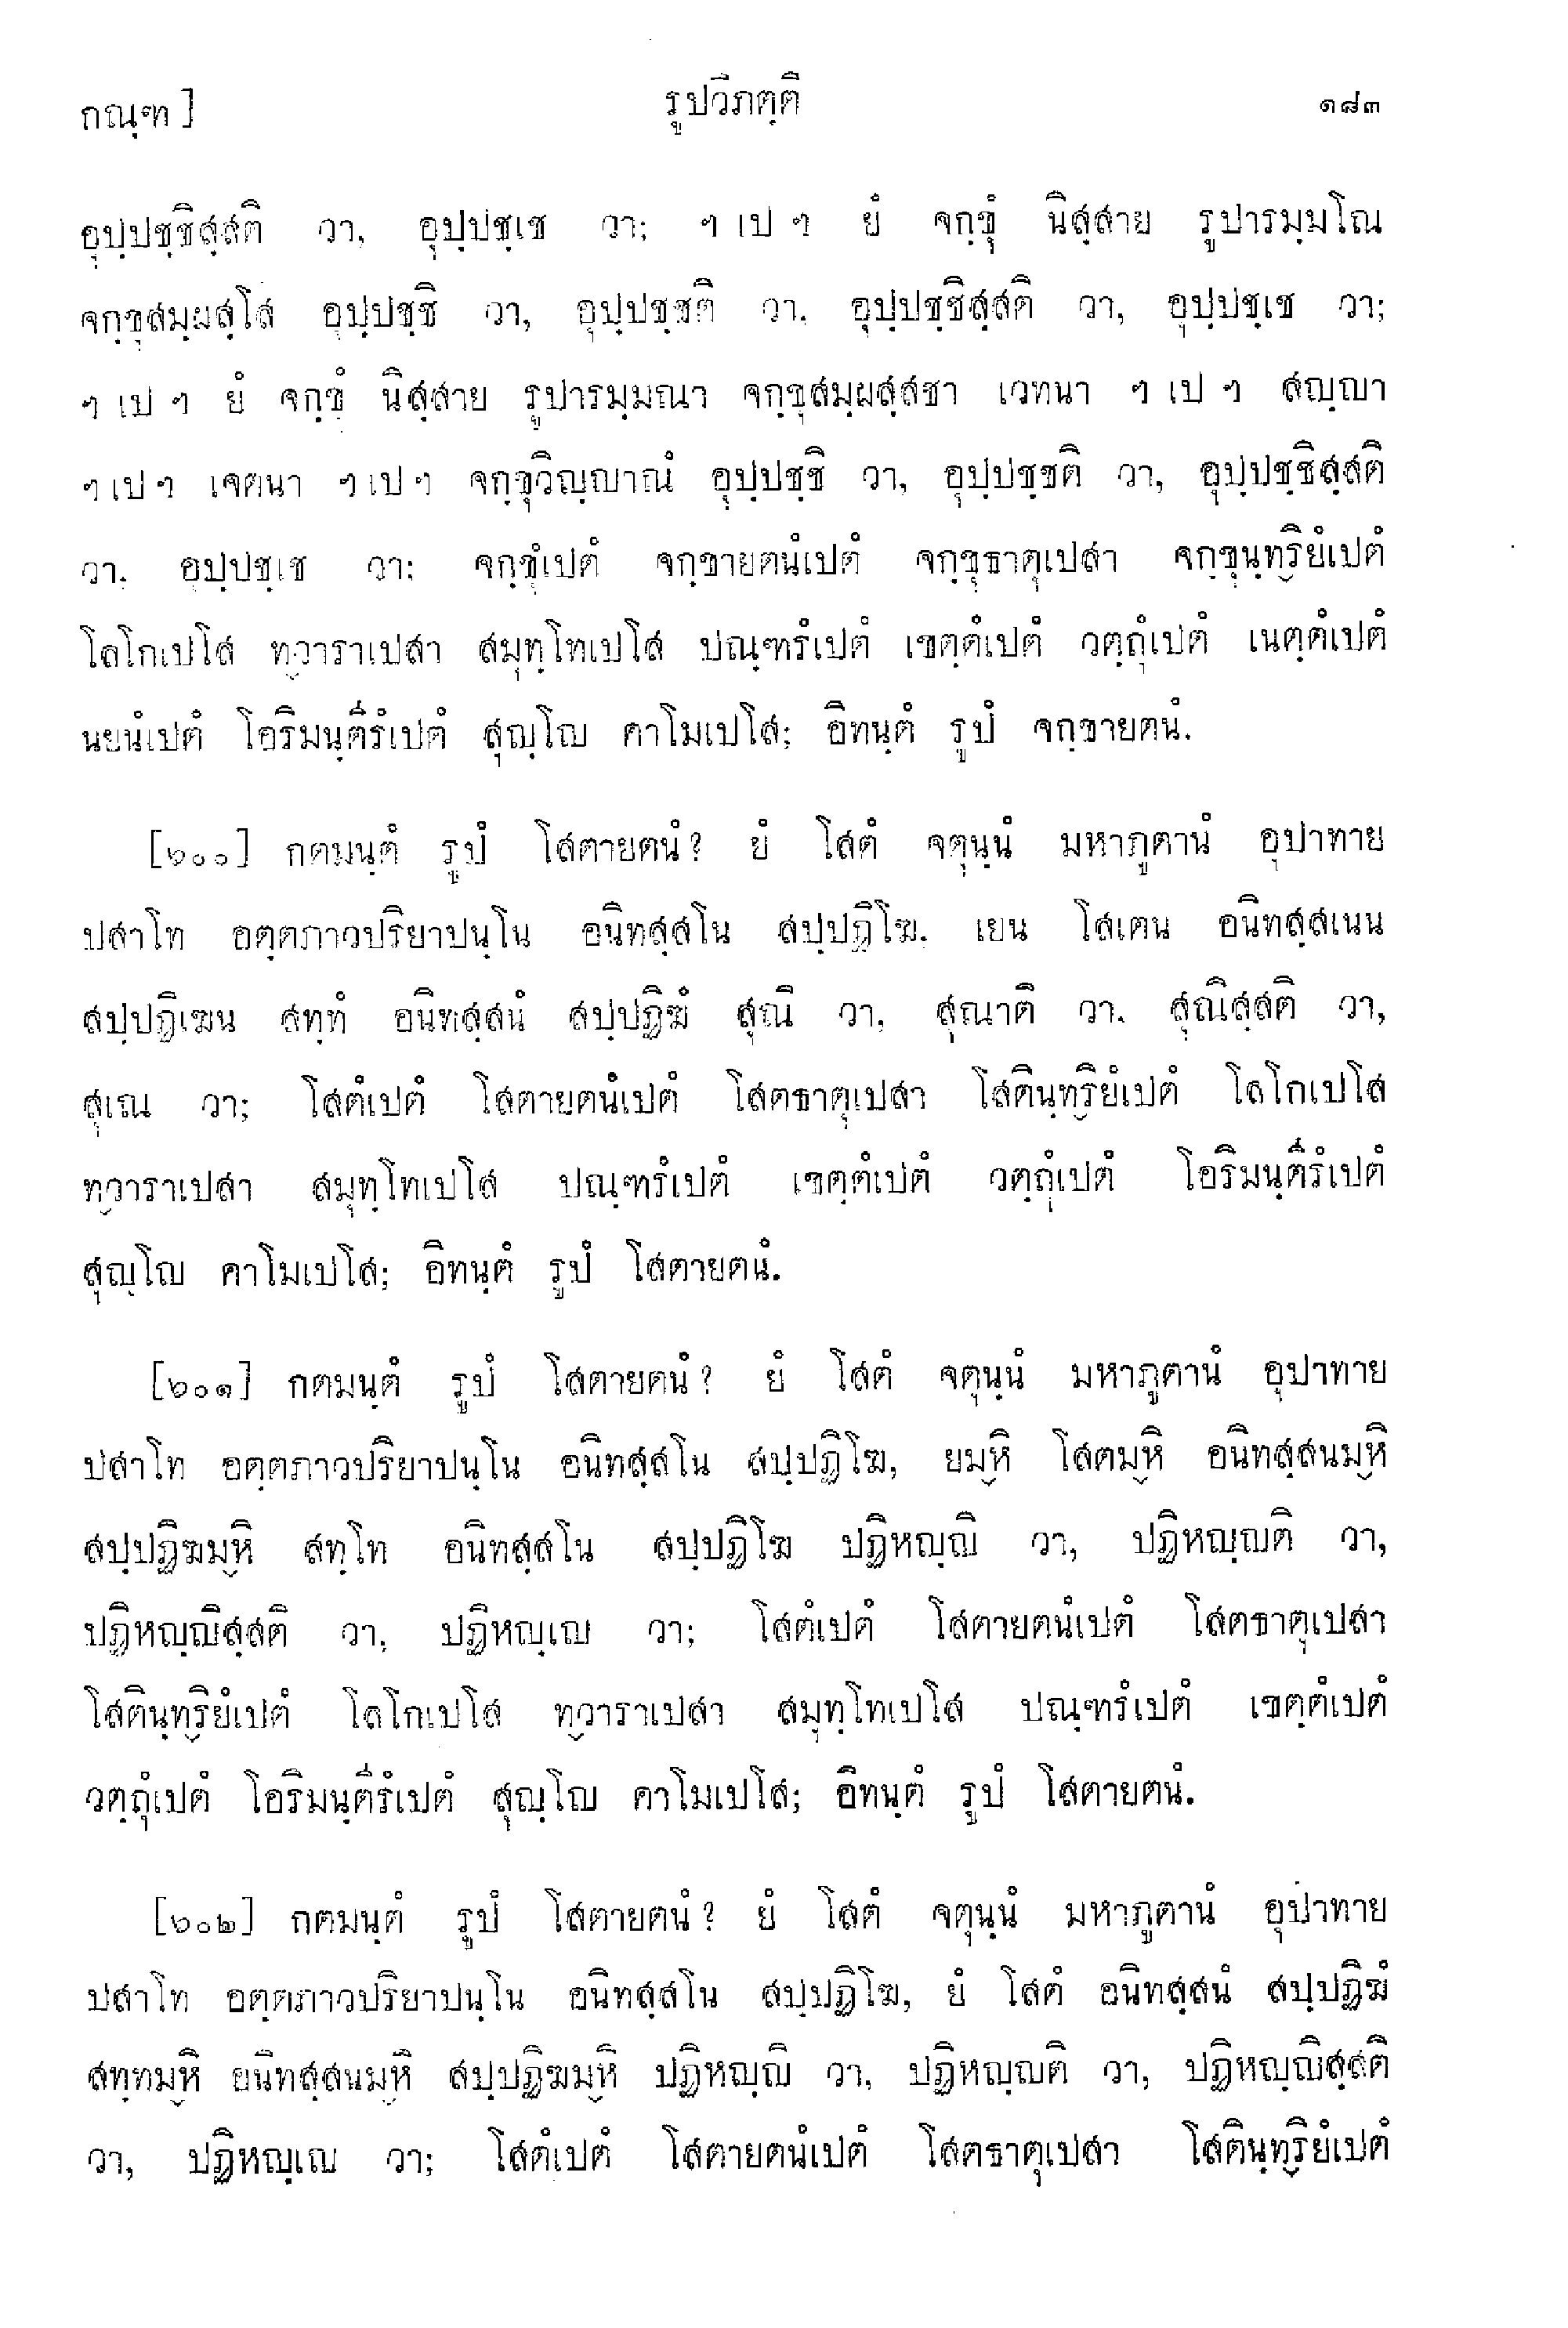 กณฺฑ ]
รูปวิภตฺติ
๑๘๓
อุปฺปชฺชิสฺสติ วา, อุปฺปชฺเช วา; ฯ เป ฯ ยํ จกฺขุํ นิสฺสาย รูปารมฺมโณ
จกฺขุสมฺผสฺโส อุปฺปชฺชิ วา, อุปฺปชฺชติ วา, อุปฺปชฺชิสฺสติ วา, อุปฺปชฺเช วา;
ฯ เป ฯ ยํ จกฺขุํ นิสฺสาย รูปารมฺมณา จกฺขุสมฺผสฺสชา เวทนา ฯ เป ฯ สญฺญา
ฯ เป ฯ เจตนา ฯ เป ฯ จกฺขุวิญฺญาณํ อุปฺปชฺชิ วา, อุปฺปชฺชติ วา, อุปฺปชฺชิสฺสติ
วา, อุปฺปชฺเช วา; จกฺขุํเปตํ จกฺขายตนํเปตํ จกฺขุธาตุเปสา จกฺขุนฺทฺริยํเปตํ
โลโกเปโส ทฺวาราเปสา สมุทฺโทเปโส ปณฺฑรํเปตํ เขตฺตํเปตํ วตฺถุํเปตํ เนตฺตํเปตํ
นยนํเปตํ โอริมนฺตีรํเปตํ สุญฺโญ คาโมเปโส; อิทนฺตํ รูปํ จกฺขายตนํ.
[๖๐๐] กตมนฺตํ รูปํ โสตายตนํ? ยํ โสตํ จตุนฺนํ มหาภูตานํ อุปาทาย
ปสาโท อตฺตภาวปริยาปนฺโน อนิทสฺสโน สปฺปฏิโฆ, เยน โสเตน อนิทสฺสเนน
สปฺปฏิเฆน สทฺทํ อนิทสฺสนํ สปฺปฏิฆํ สุณิ วา, สุณาติ วา, สุณิสฺสติ วา,
สุเณ วา; โสตํเปตํ โสตายตนํเปตํ โสตธาตุเปสา โสตินฺทฺริยํเปตํ โลโกเปโส
ทฺวาราเปสา สมุทฺโทเปโส ปณฺฑรํเปตํ เขตฺตํเปตํ วตฺถุํเปตํ โอริมนฺตีรํเปตํ
สุญฺโญ คาโมเปโส; อิทนฺตํ รูปํ โสตายตนํ.
[๖๐๑] กตมนฺตํ รูปํ โสตายตนํ? ยํ โสตํ จตุนฺนํ มหาภูตานํ อุปาทาย
ปสาโท อตฺตภาวปริยาปนฺโน อนิทสฺสโน สปฺปฏิโฆ, ยมฺหิ โสตมฺหิ อนิทสฺสนมฺหิ
สปฺปฏิฆมฺหิ สทฺโท อนิทสฺสโน สปฺปฏิโฆ ปฏิหญฺญิ วา, ปฏิหญฺญติ วา,
ปฏิหญฺญิสฺสติ วา, ปฏิหญฺเญ วา; โสตํเปตํ โสตายตนํเปตํ โสตธาตุเปสา
โสตินฺทฺริยํเปตํ โลโกเปโส ทฺวาราเปสา สมุทฺโทเปโส ปณฺฑรํเปตํ เขตฺตํเปตํ
วตฺถุํเปตํ โอริมนฺตีรํเปตํ สุญฺโญ คาโมเปโส; อิทนฺตํ รูปํ โสตายตนํ.
[๖๐๒] กตมนฺตํ รูปํ โสตายตนํ? ยํ โสตํ จตุนฺนํ มหาภูตานํ อุปาทาย
ปสาโท อตฺตภาวปริยาปนฺโน อนิทสฺสโน สปฺปฏิโฆ, ยํ โสตํ อนิทสฺสนํ สปฺปฏิฆํ
สทฺทมฺหิ ยนิทสฺสนมฺหิ สปฺปฏิฆมฺหิ ปฏิหญฺญิ วา, ปฏิหญฺญติ วา, ปฏิหญฺญิสฺสติ
วา, ปฏิหญฺเญ วา; โสตํเปตํ โสตายตนํเปตํ โสตธาตุเปสา โสตินฺทฺริยํเปตํ